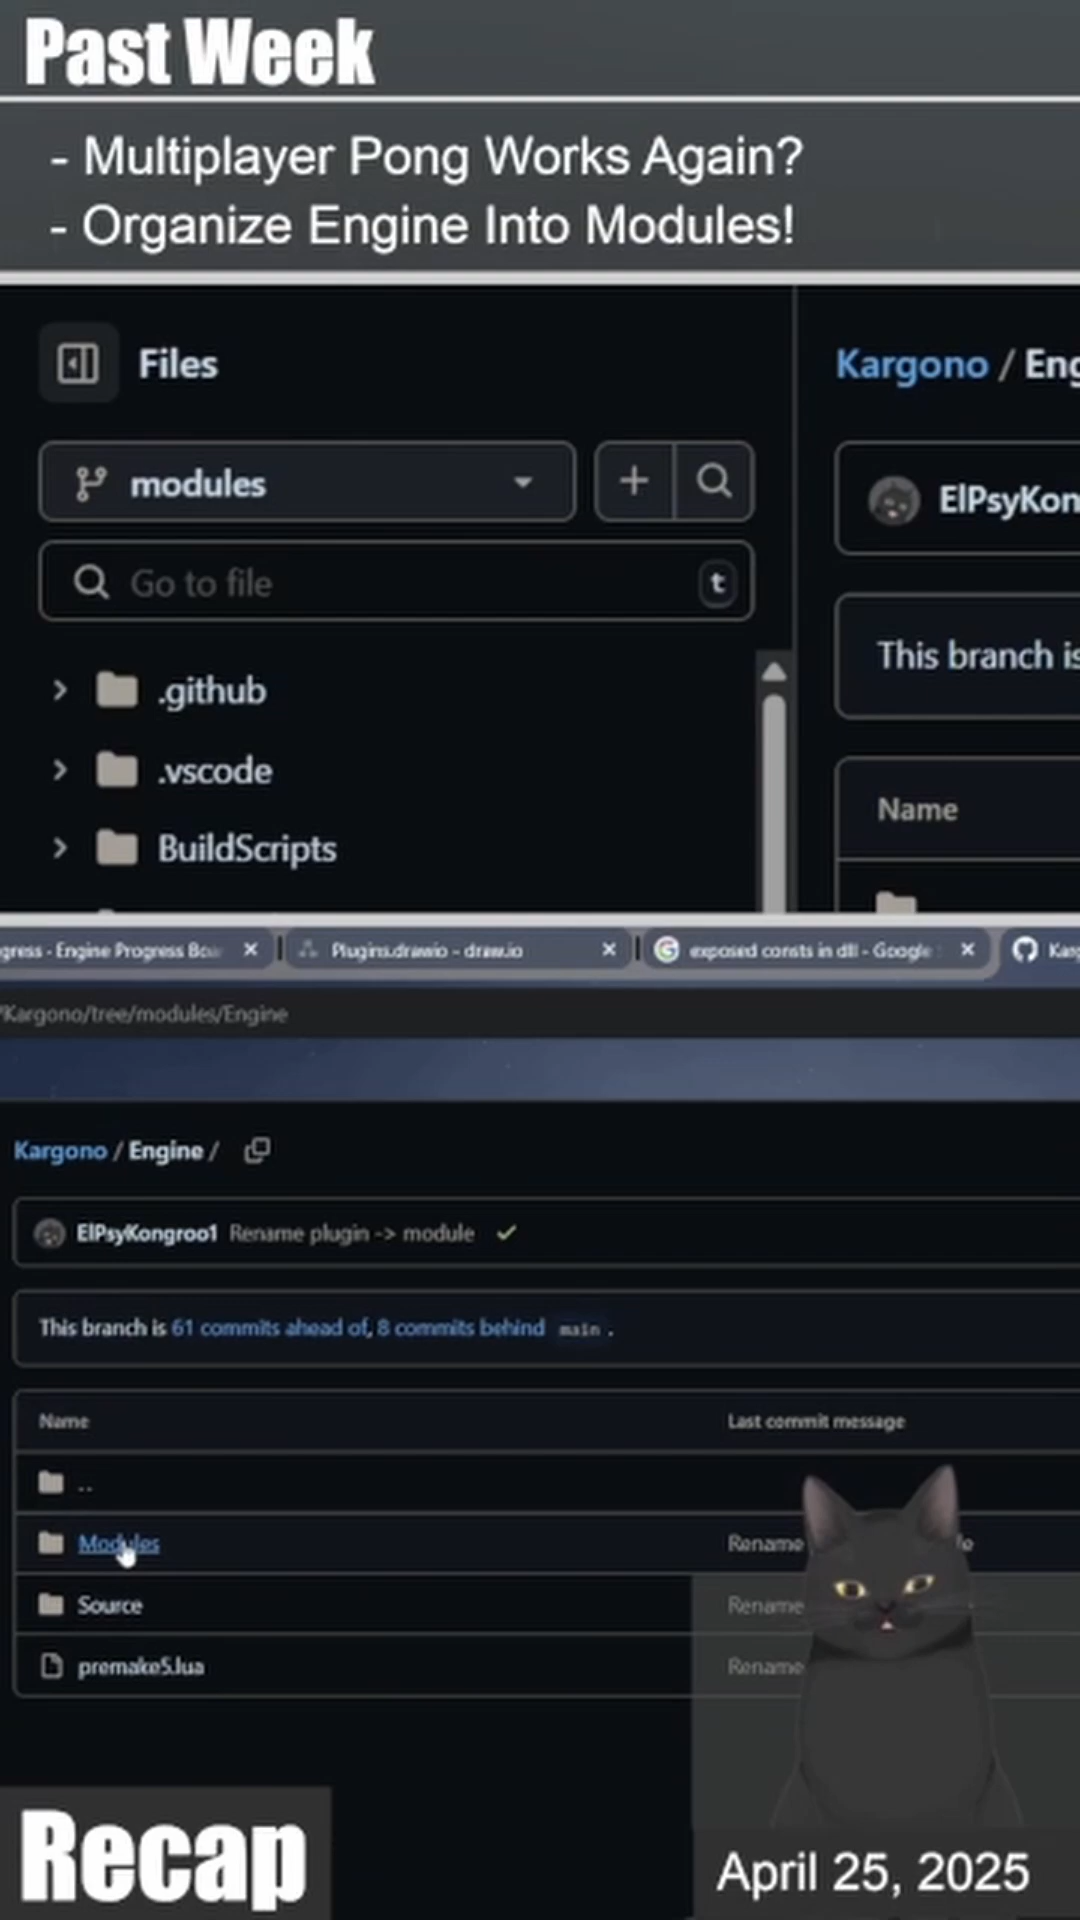 Past Week
- Multiplayer Pong Works Again?
- Organize Engine Into Modules!
Files
Kargono /
modules
ElPsyKon
Go to file
t
This branch is
.github
.vscode
BuildScripts
Name
gress - Engine Progress
Plugins.drawio - draw.io
exposed consts in dll - Google
/Kargono/tree/modules/Engine
Kargono / Engine /
ElPsyKongroo1 Rename plugin -> module
This branch is 61 commits ahead of, 8 commits behind main .
Name Last commit message
..
Modules Rename
Source Rename
premake5.lua Rename
Recap
April 25, 2025